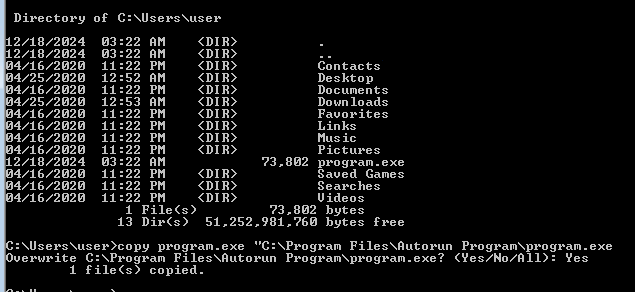 Directory of C:\Users\user
12/18/2024  03:22 AM    <DIR>          .
12/18/2024  03:22 AM    <DIR>          ..
04/16/2020  11:22 PM    <DIR>          Contacts
04/25/2020  12:52 AM    <DIR>          Desktop
04/16/2020  11:22 PM    <DIR>          Documents
04/25/2020  12:53 AM    <DIR>          Downloads
04/16/2020  11:22 PM    <DIR>          Favorites
04/16/2020  11:22 PM    <DIR>          Links
04/16/2020  11:22 PM    <DIR>          Music
04/16/2020  11:22 PM    <DIR>          Pictures
12/18/2024  03:22 AM            73,802 program.exe
04/16/2020  11:22 PM    <DIR>          Saved Games
04/16/2020  11:22 PM    <DIR>          Searches
04/16/2020  11:22 PM    <DIR>          Videos
1 File(s)         73,802 bytes
13 Dir(s)  51,252,981,760 bytes free
C:\Users\user>copy program.exe "C:\Program Files\Autorun Program\program.exe
Overwrite C:\Program Files\Autorun Program\program.exe? (Yes/No/All): Yes
1 file(s) copied.